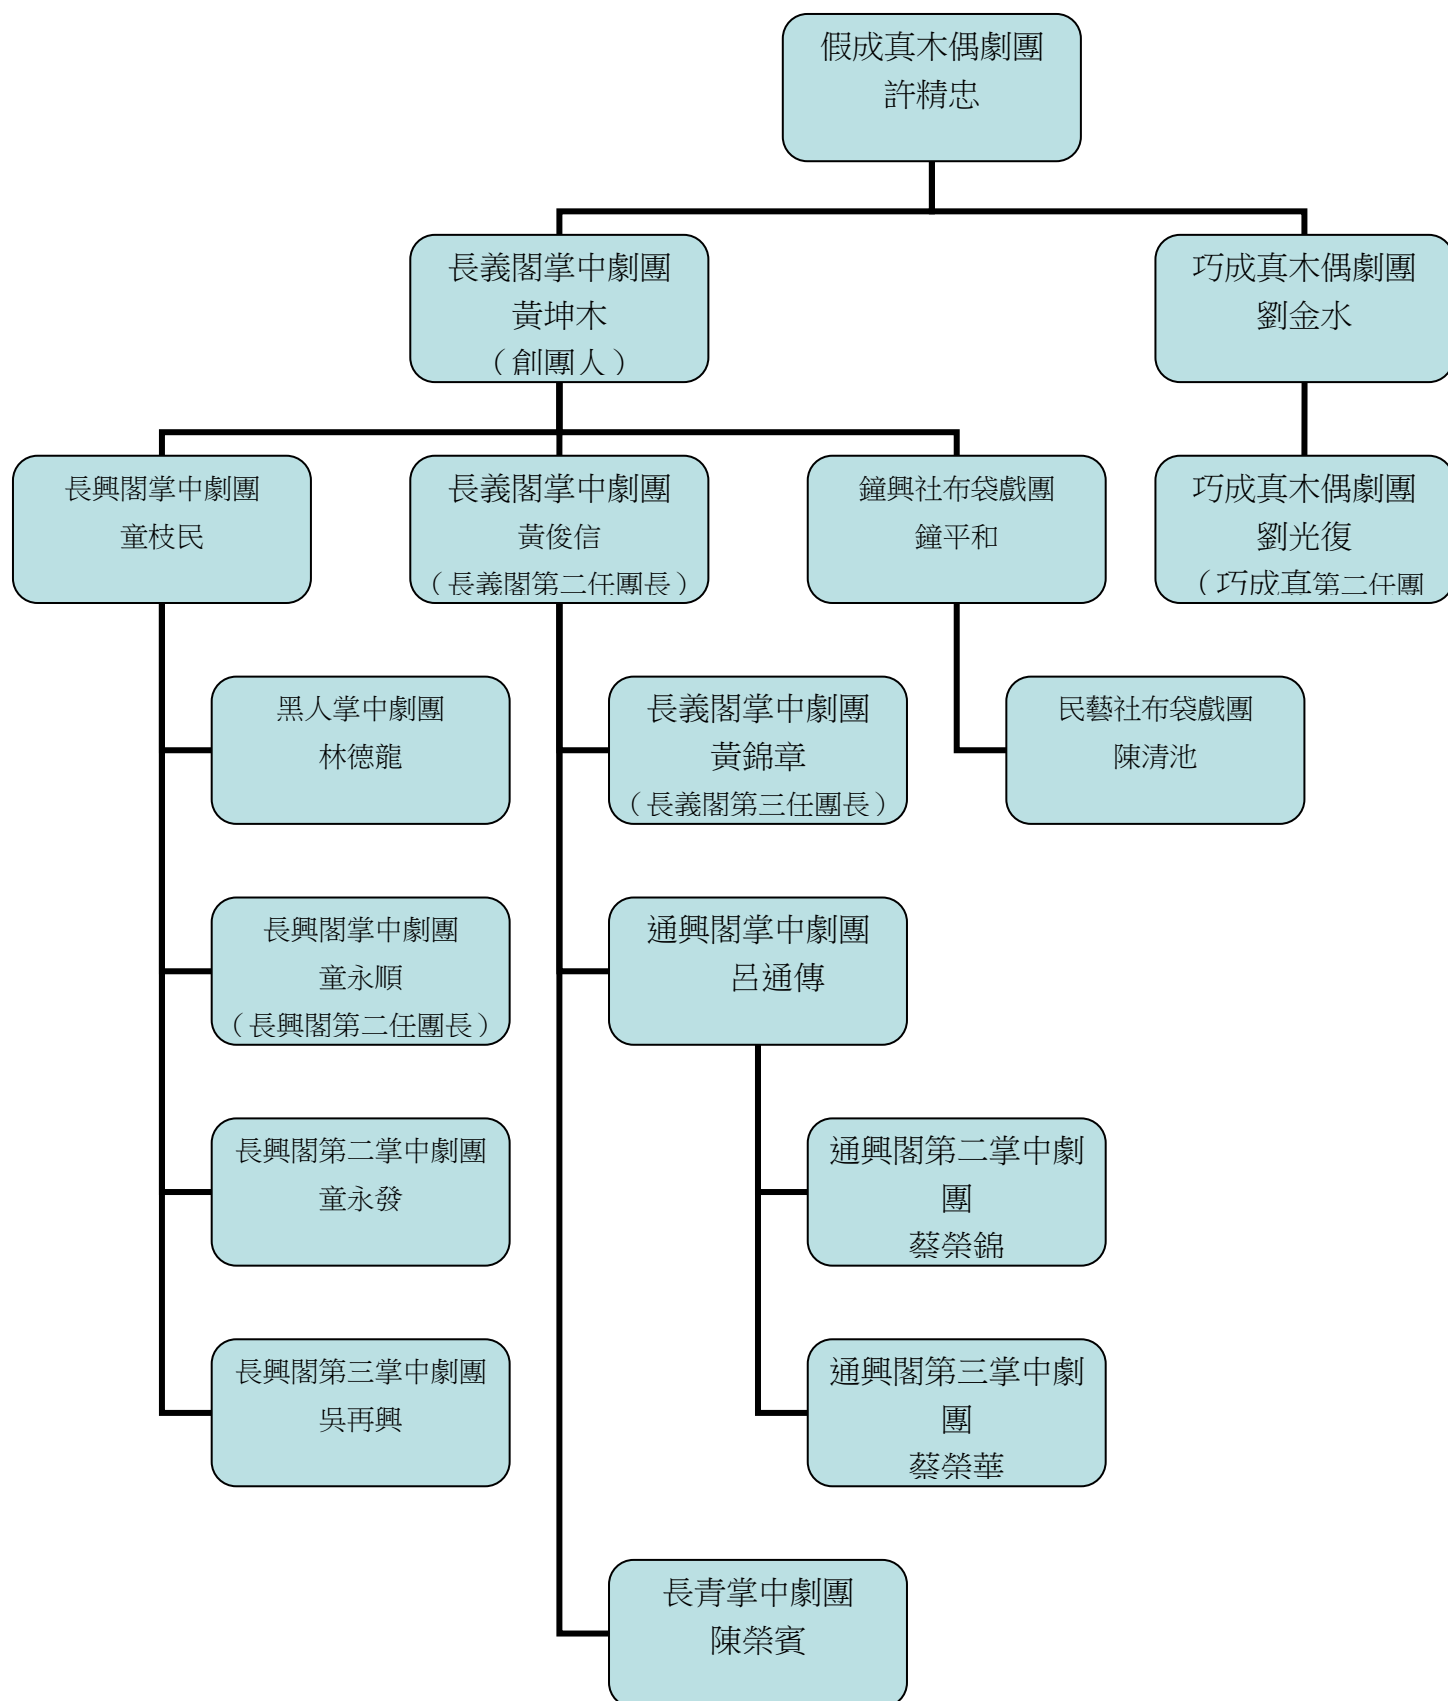 假成真木偶劇團
許精忠
長義閣掌中劇團
黃坤木
（創團人）
巧成真木偶劇團
劉金水
長興閣掌中劇團
童枝民
長義閣掌中劇團
黃俊信
（長義閣第二任團長）
鐘興社布袋戲團
鐘平和
巧成真木偶劇團
劉光復
（巧成真第二任團
黑人掌中劇團
林德龍
長義閣掌中劇團
黃錦章
（長義閣第三任團長）
民藝社布袋戲團
陳清池
長興閣掌中劇團
童永順
（長興閣第二任團長）
通興閣掌中劇團
呂通傳
長興閣第二掌中劇團
童永發
通興閣第二掌中劇
團
蔡榮錦
長興閣第三掌中劇團
吳再興
通興閣第三掌中劇
團
蔡榮華
長青掌中劇團
陳榮賓